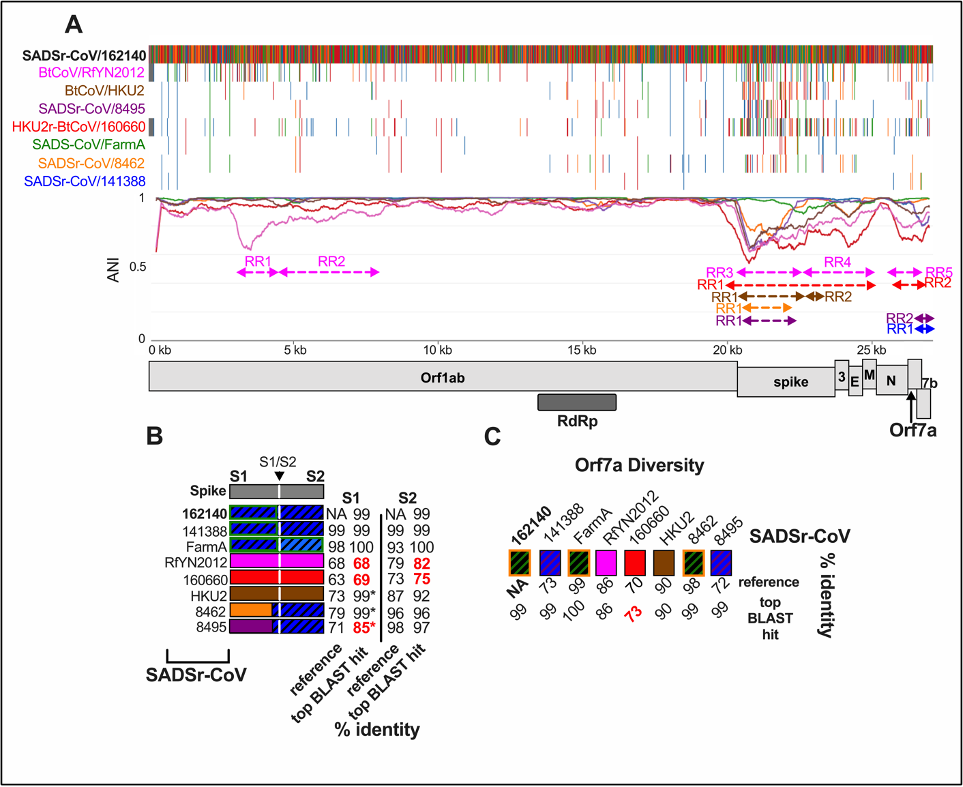 A
SADSr-CoV/162140
BtCoV/RfYN2012
BtCoV/HKU2
SADSr-CoV/8495
HKU2r-BtCoV/160660
SADS-CoV/FarmA
SADSr-CoV/8462
SADSr-CoV/141388
1
0.5
0
ANI
RR1 RR2 RR3 RR4 RR5
RR1 RR2
RR1 RR2
RR1
RR1 RR2
RR1
0 kb 5 kb 10 kb 15 kb 20 kb 25 kb
Orf1ab spike 3 E M N 7b
RdRp
Orf7a
B
S1/S2
S1 S2
Spike
S1 S2
162140 NA 99 NA 99
141388 99 99 99 99
FarmA 98 100 93 100
RfYN2012 68 68 79 82
160660 63 69 73 75
HKU2 73 99* 87 92
8462 79 99* 96 96
8495 71 85* 98 97
SADSr-CoV
reference
top BLAST hit
reference
top BLAST hit
% identity
C
Orf7a Diversity
162140 141388 FarmA RfYN2012 160660 HKU2 8462 8495
SADSr-CoV
NA 73 99 86 70 90 98 72 reference
99 99 100 86 73 90 99 99 top
BLAST
hit
% identity